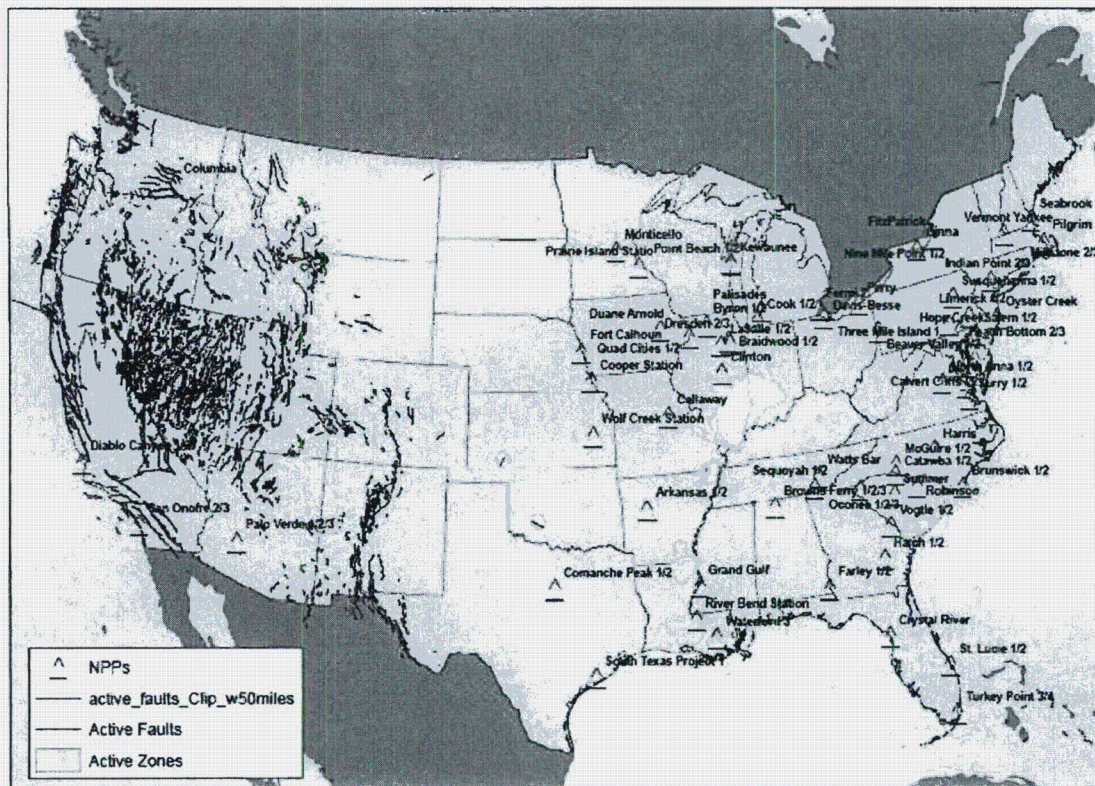 Columbia
Seabrook
FitzPatrick
Vermont Yankee
Pilgrim
Ginna
Monticello
Nine Mile Point 1/2
Millstone 2/3
Prairie Island Statio
Point Beach 1/2
Kewaunee
Indian Point 2/3
Susquehanna 1/2
Palisades
Cook 1/2
Limerick 1/2
Oyster Creek
Byron 1/2
Davis-Besse
Duane Arnold
Dresden 2/3
Hope Creek
Salem 1/2
Fort Calhoun
LaSalle 1/2
Three Mile Island 1
Peach Bottom 2/3
Quad Cities 1/2
Braidwood 1/2
Beaver Valley 1/2
Clinton
Cooper Station
North Anna 1/2
Calvert Cliffs 1/2
Surry 1/2
Callaway
Wolf Creek Station
Harris
Diablo Canyon
McGuire 1/2
Watts Bar
Catawba 1/2
Sequoyah 1/2
Brunswick 1/2
Summer
Arkansas 1/2
Browns Ferry 1/2/3
Robinson
San Onofre 2/3
Oconee 1/2/3
Vogtle 1/2
Palo Verde 1/2/3
Hatch 1/2
Comanche Peak 1/2
Grand Gulf
Farley 1/2
River Bend Station
Crystal River
Waterford 3
St. Lucie 1/2
South Texas Project 1
Turkey Point 3/4
NPPs
active_faults_Clip_w50miles
Active Faults
Active Zones